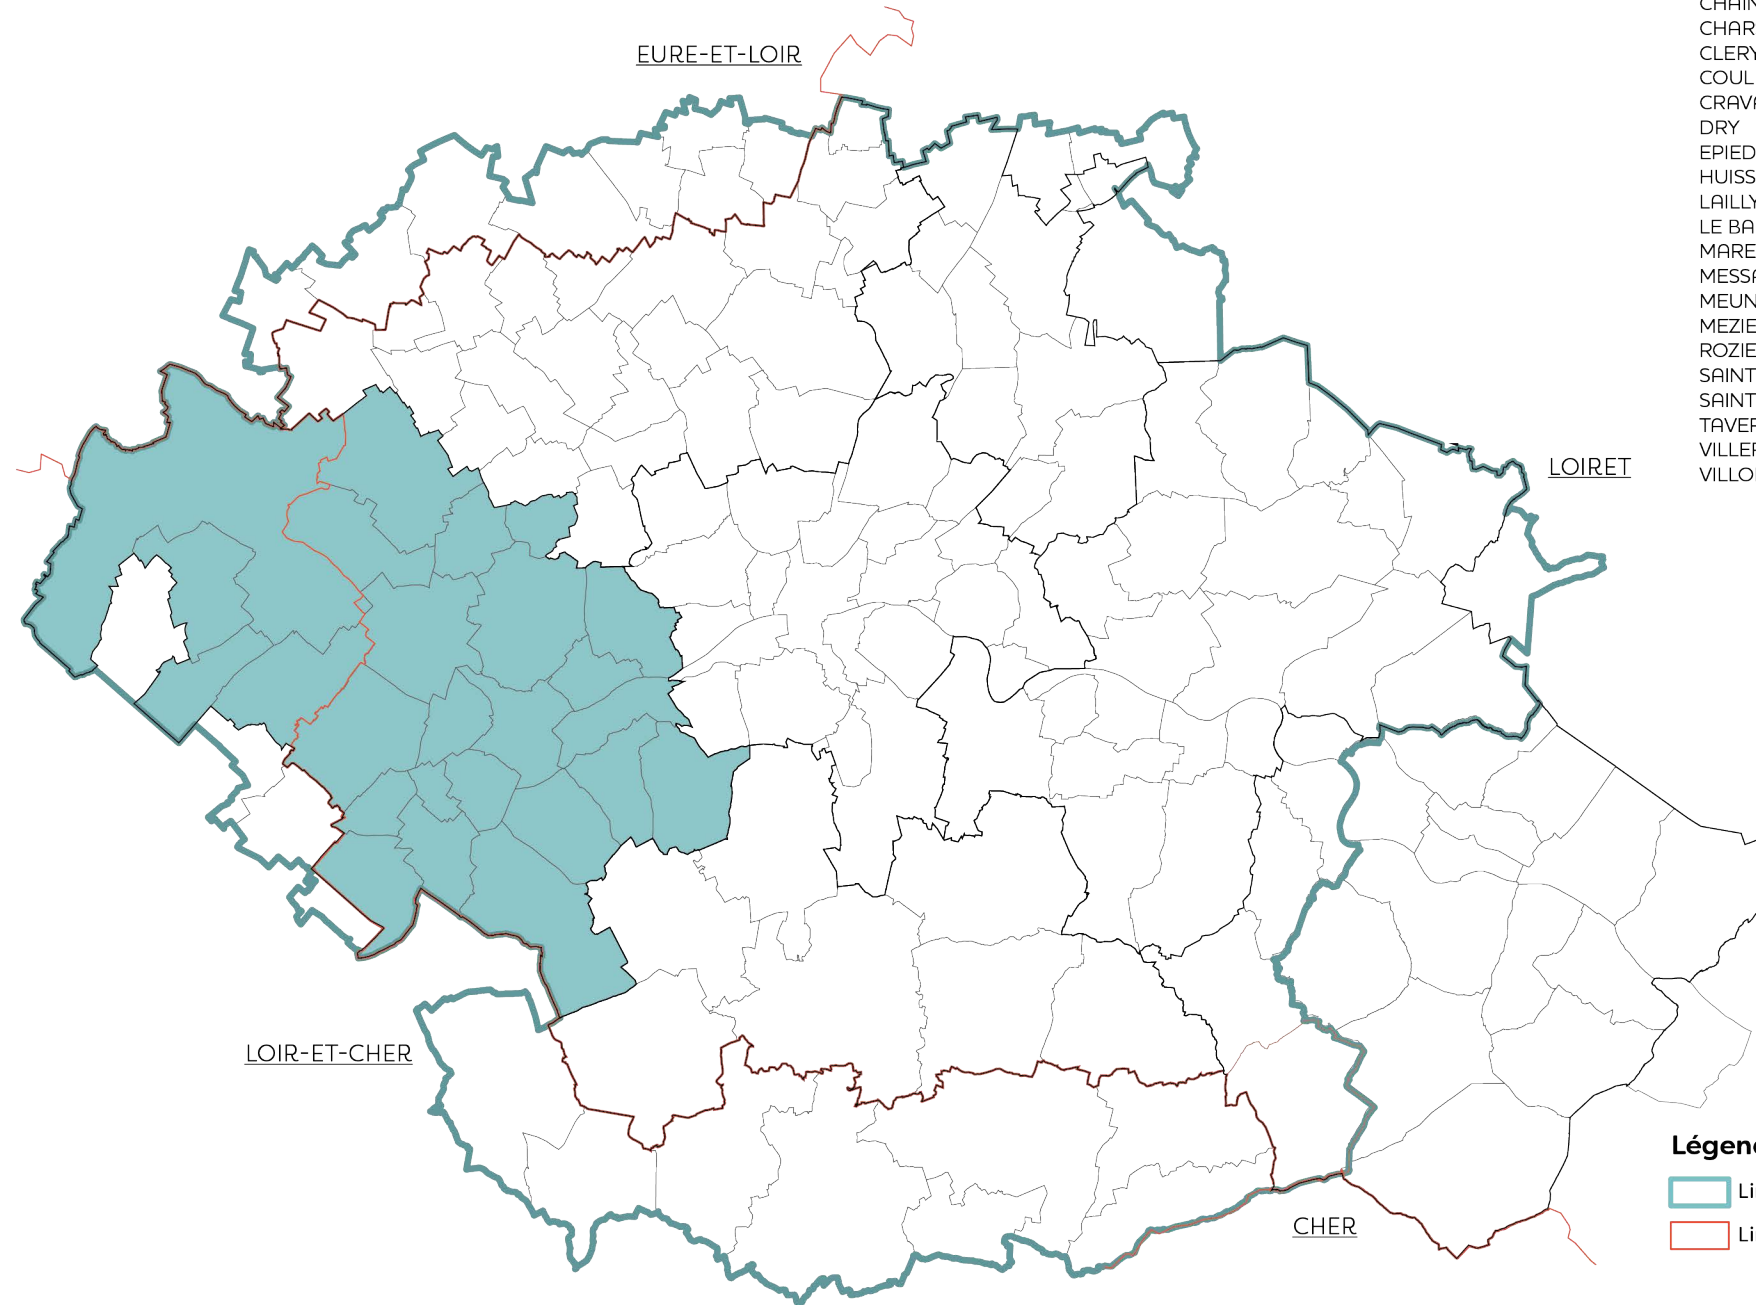 EURE-ET-LOIR
CHAIN
CHAR
CLERY
COUL
CRAVA
DRY
EPIED
HUISS
LAILLY
LE BA
MARE
MESSA
MEUN
MEZIE
ROZIE
SAINT
SAINT
TAVER
VILLER
VILLO
LOIRET
LOIR-ET-CHER
CHER
Légen
Li
Li